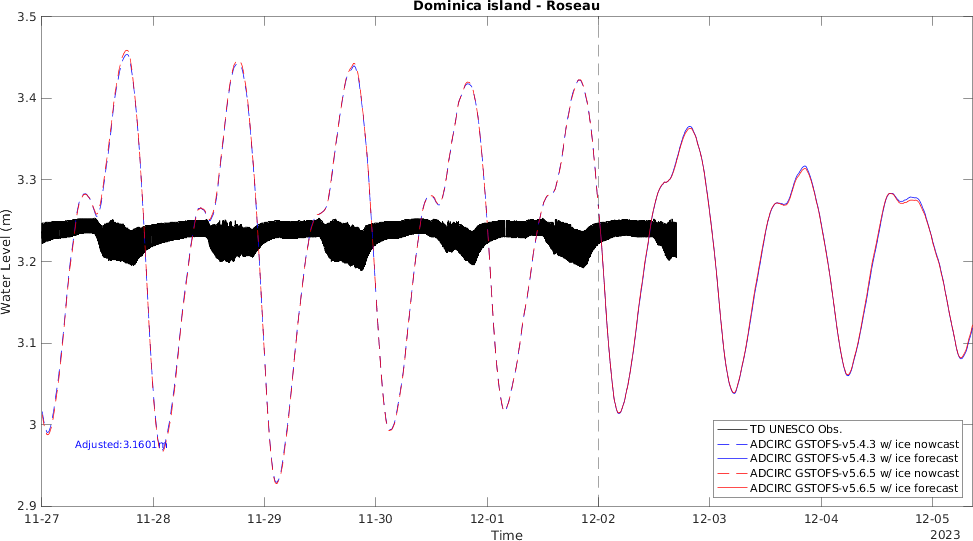 Dominica island - Roseau
Water Level (m)
3.5
3.4
3.3
3.2
3.1
3
2.9
Adjusted:3.1601m
TD UNESCO Obs.
ADCIRC GSTOFS-v5.4.3 w/ ice nowcast
ADCIRC GSTOFS-v5.4.3 w/ ice forecast
ADCIRC GSTOFS-v5.6.5 w/ ice nowcast
ADCIRC GSTOFS-v5.6.5 w/ ice forecast
11-27 11-28 11-29 11-30 12-01 12-02 12-03 12-04 12-05
Time
2023